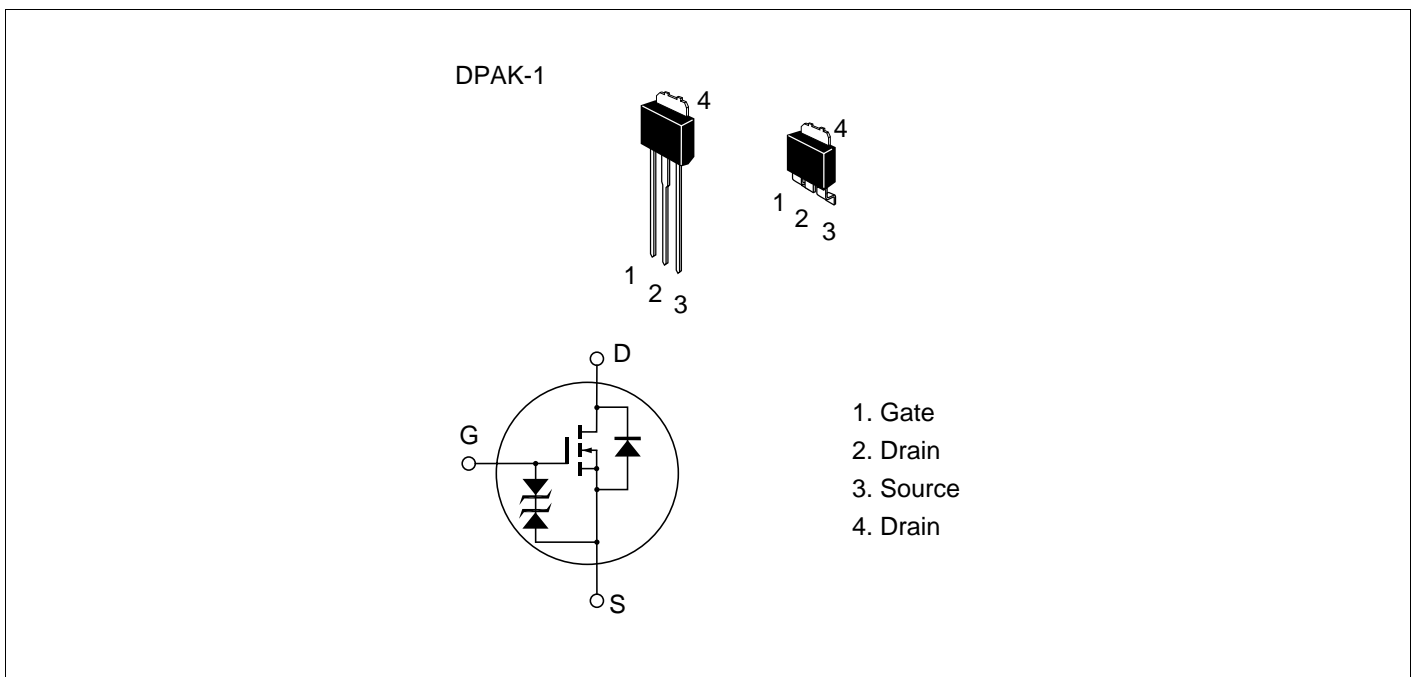 DPAK-1
4
4
1
2
3
1
2
3
D
G
S
1. Gate
2. Drain
3. Source
4. Drain